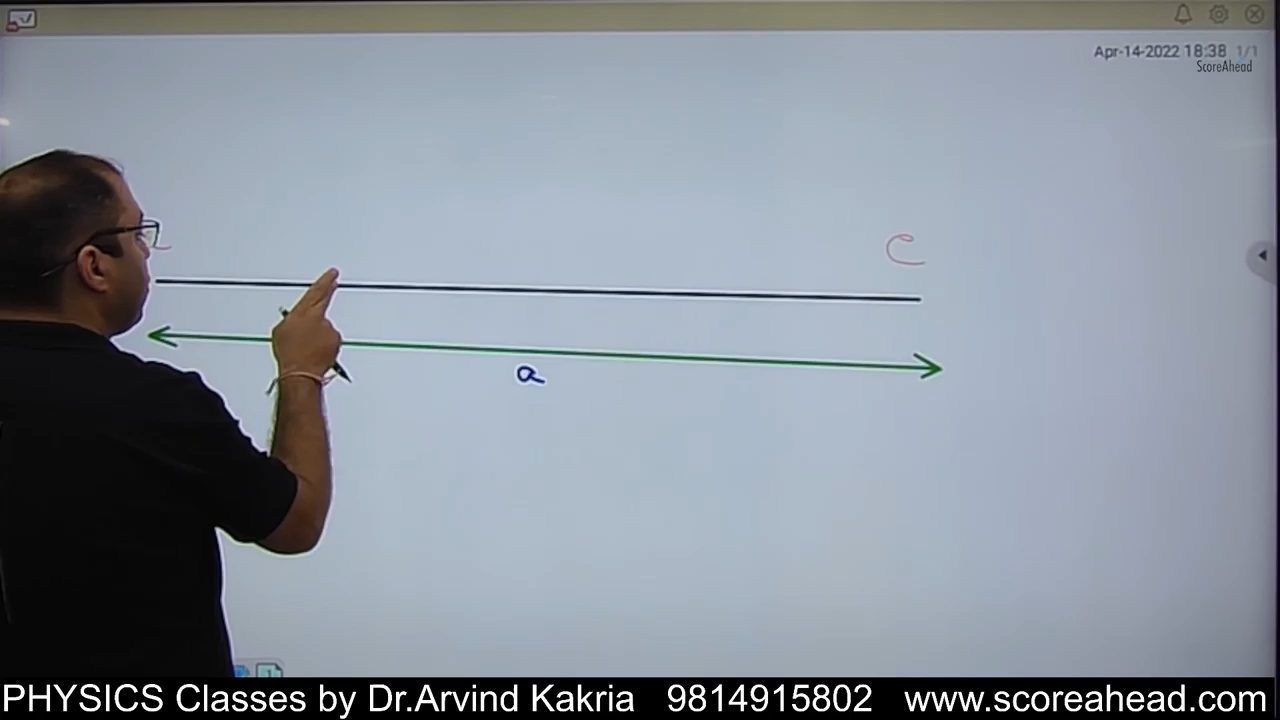 Apr-14-2022 18:38 1/1
ScoreAhead
C
a
PHYSICS Classes by Dr.Arvind Kakria 9814915802 www.scoreahead.com